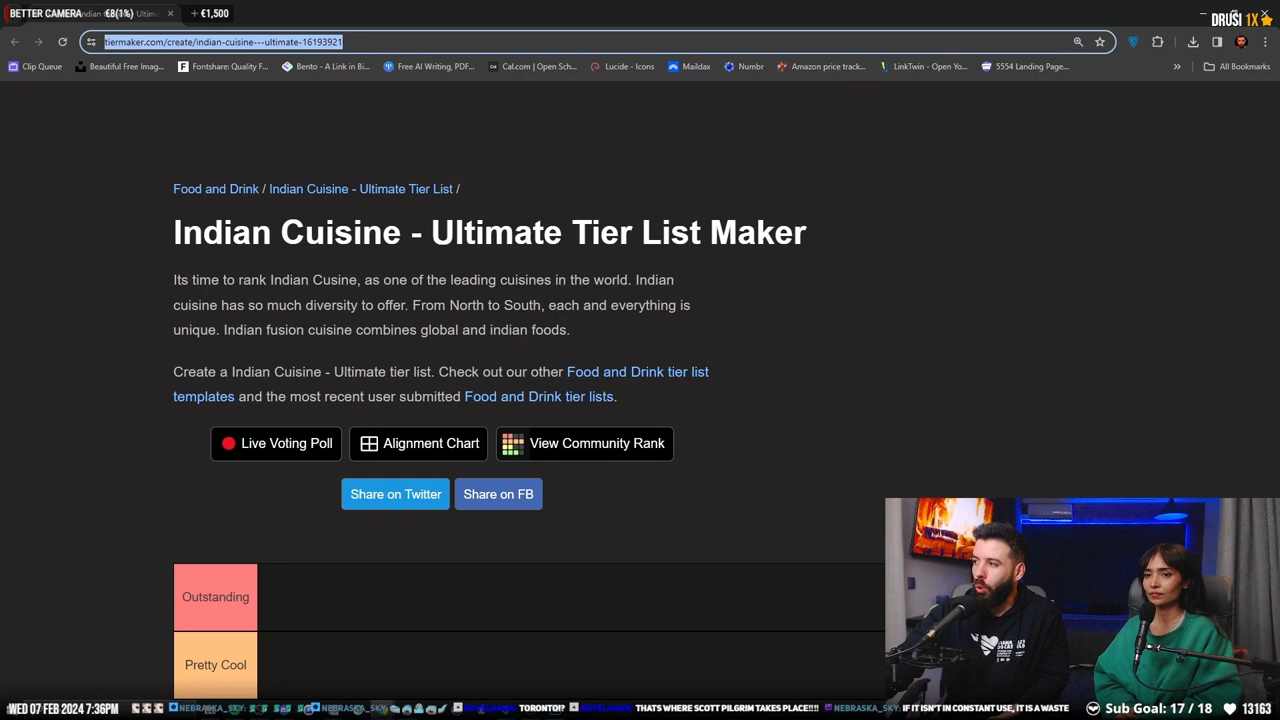 BETTER CAMERA €8(1%) + €1,500
DRUSI 1X
tiermaker.com/create/indian-cuisine---ultimate-16193921
Clip Queue Beautiful Free Imag... Fontshare: Quality F... Bento - A Link in Bi... Free AI Writing, PDF... Cal.com | Open Sch... Lucide - Icons Maildax Numbr Amazon price track... LinkTwin - Open Yo... 5554 Landing Page... » All Bookmarks
Food and Drink / Indian Cuisine - Ultimate Tier List /
Indian Cuisine - Ultimate Tier List Maker
Its time to rank Indian Cusine, as one of the leading cuisines in the world. Indian
cuisine has so much diversity to offer. From North to South, each and everything is
unique. Indian fusion cuisine combines global and indian foods.
Create a Indian Cuisine - Ultimate tier list. Check out our other Food and Drink tier list
templates and the most recent user submitted Food and Drink tier lists.
Live Voting Poll Alignment Chart View Community Rank
Share on Twitter Share on FB
Outstanding
Pretty Cool
WED 07 FEB 2024 7:36PM NEBRASKA_SKY: NEBRASKA_SKY: TORONTO!? THATS WHERE SCOTT PILGRIM TAKES PLACE!!!! NEBRASKA_SKY: IF IT ISN'T IN CONSTANT USE, IT IS A WASTE Sub Goal: 17 / 18 13163